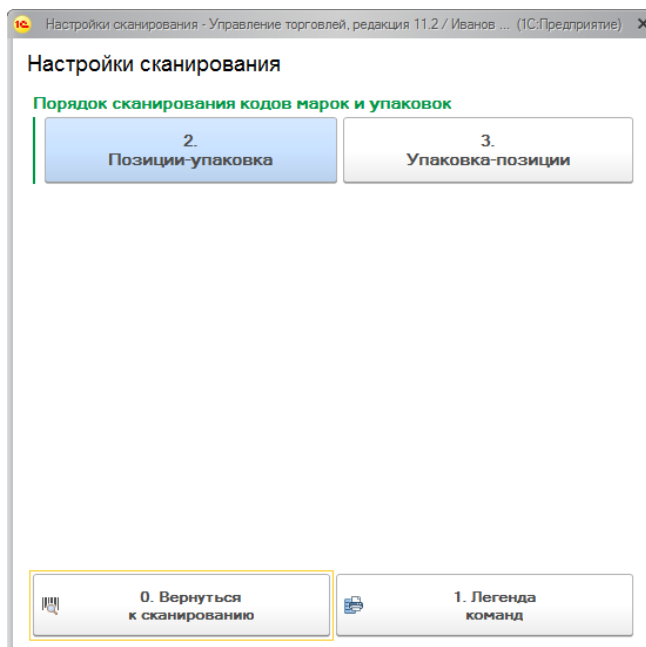 1С Настройки сканирования - Управление торговлей, редакция 11.2 / Иванов ... (1С:Предприятие)
Настройки сканирования
Порядок сканирования кодов марок и упаковок
2.
Позиции-упаковка
3.
Упаковка-позиции
0. Вернуться
к сканированию
1. Легенда
команд